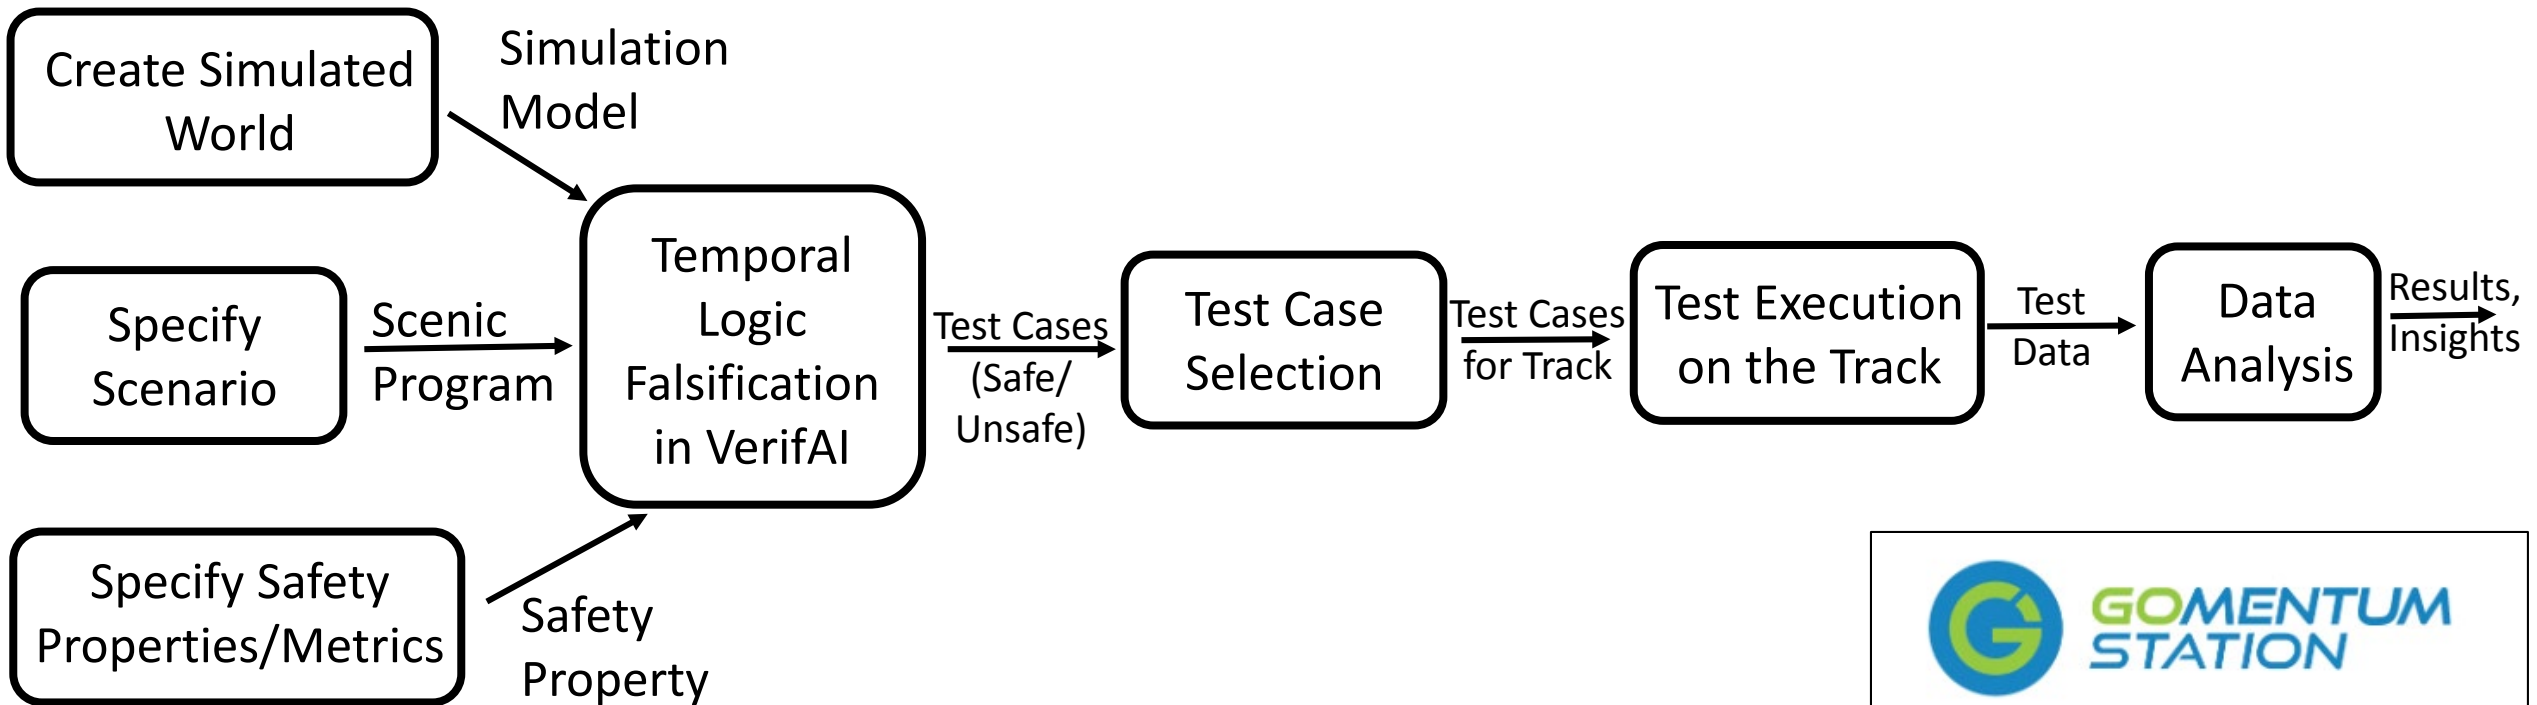 Create Simulated
World
Simulation
Model
Specify
Scenario
Scenic
Program
Specify Safety
Properties/Metrics
Safety
Property
Temporal
Logic
Falsification
in VerifAI
Test Cases
(Safe/
Unsafe)
Test Case
Selection
Test Cases
for Track
Test Execution
on the Track
Test
Data
Data
Analysis
Results,
Insights
GOMENTUM
STATION